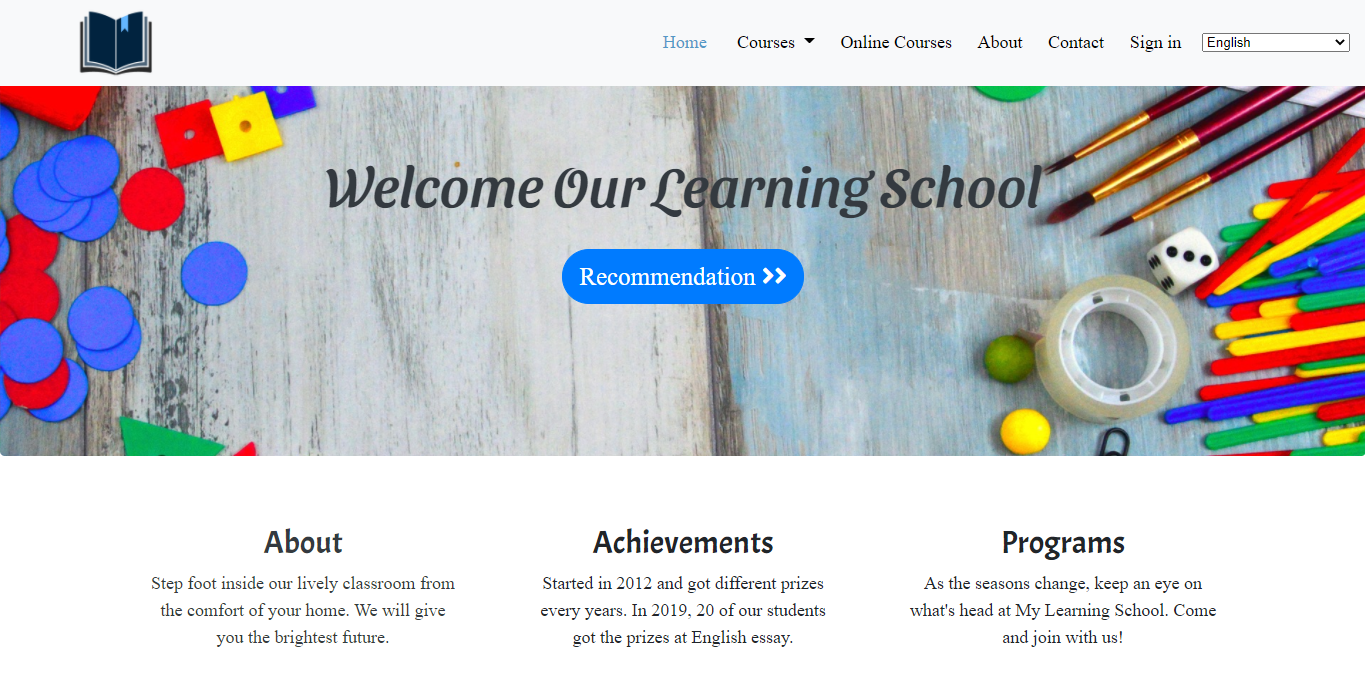 Home Courses Online Courses About Contact Sign in English
Welcome Our Learning School
Recommendation
About
Step foot inside our lively classroom from
the comfort of your home. We will give
you the brightest future.
Achievements
Started in 2012 and got different prizes
every years. In 2019, 20 of our students
got the prizes at English essay.
Programs
As the seasons change, keep an eye on
what's head at My Learning School. Come
and join with us!